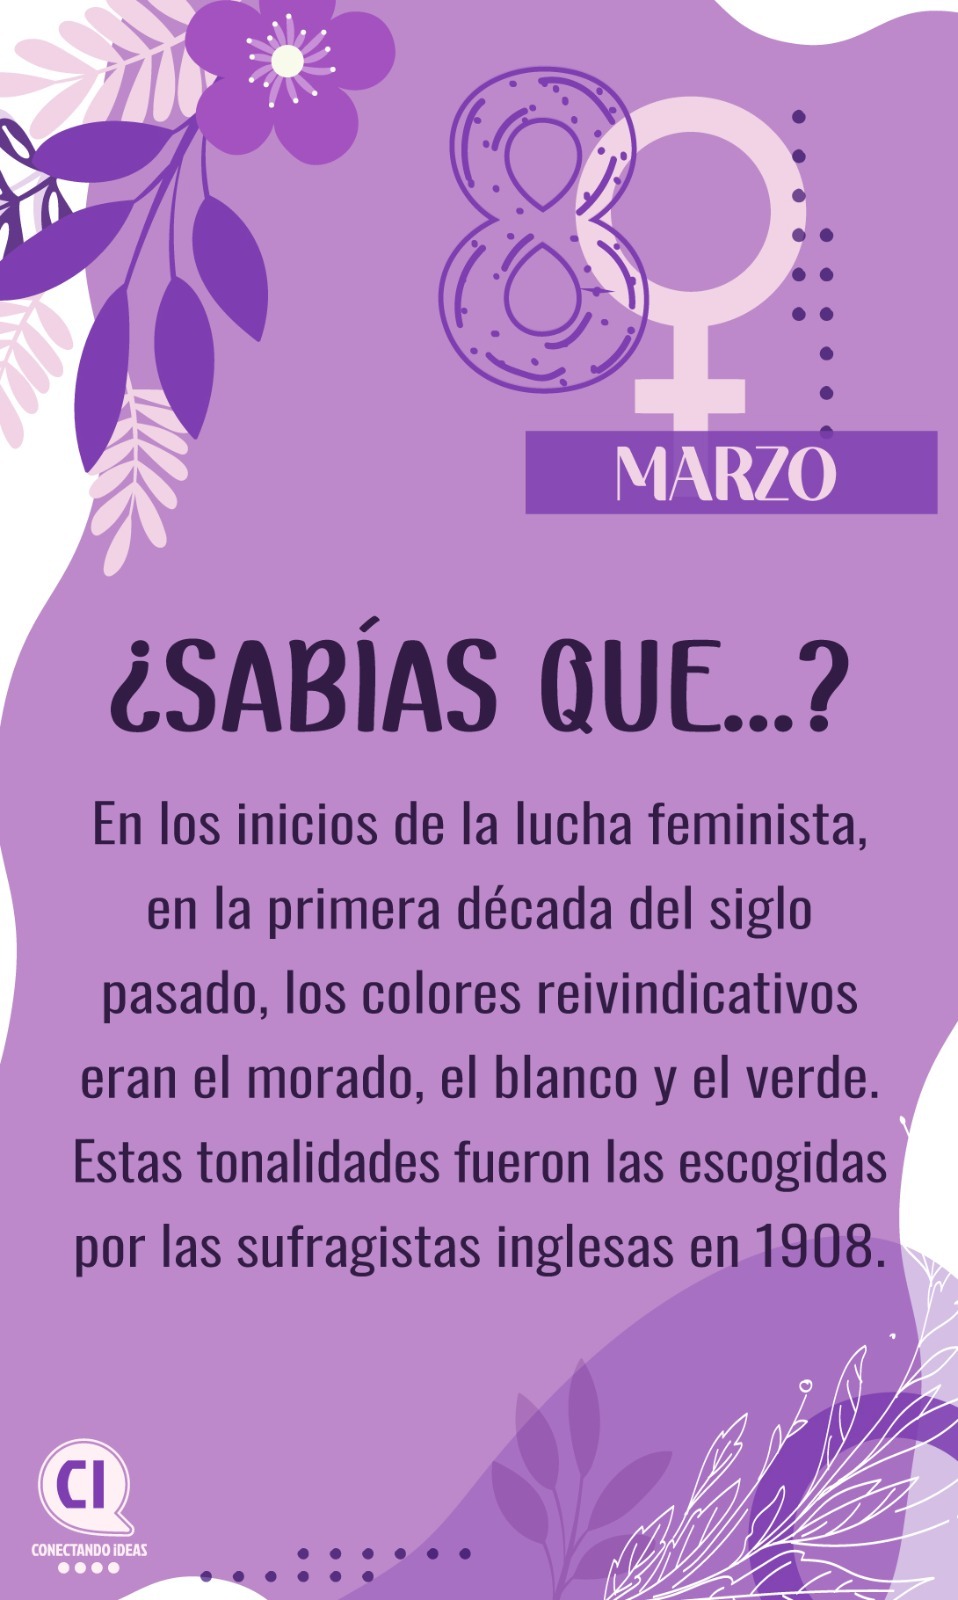 8
MARZO
¿SABÍAS QUE...?
En los inicios de la lucha feminista,
en la primera década del siglo
pasado, los colores reivindicativos
eran el morado, el blanco y el verde.
Estas tonalidades fueron las escogidas
por las sufragistas inglesas en 1908.
CI
CONECTANDO iDEAS